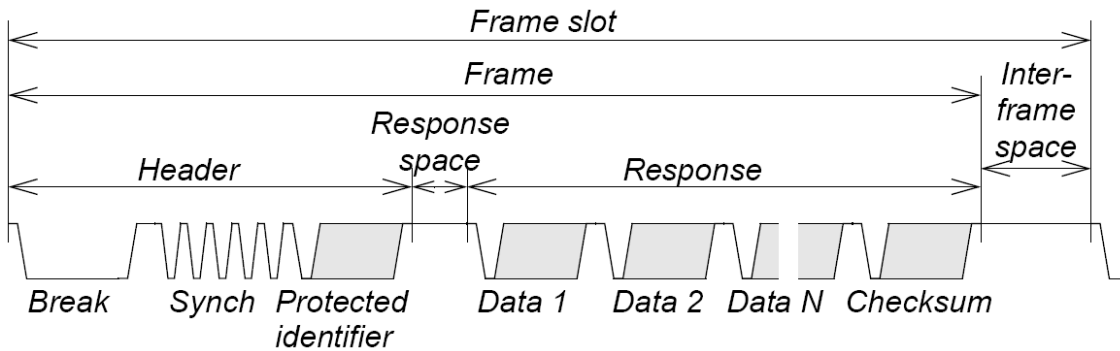 Frame slot
Frame
Inter-
frame
space
Response
space
Header
Response
Break
Synch
Protected
identifier
Data 1
Data 2
Data N
Checksum